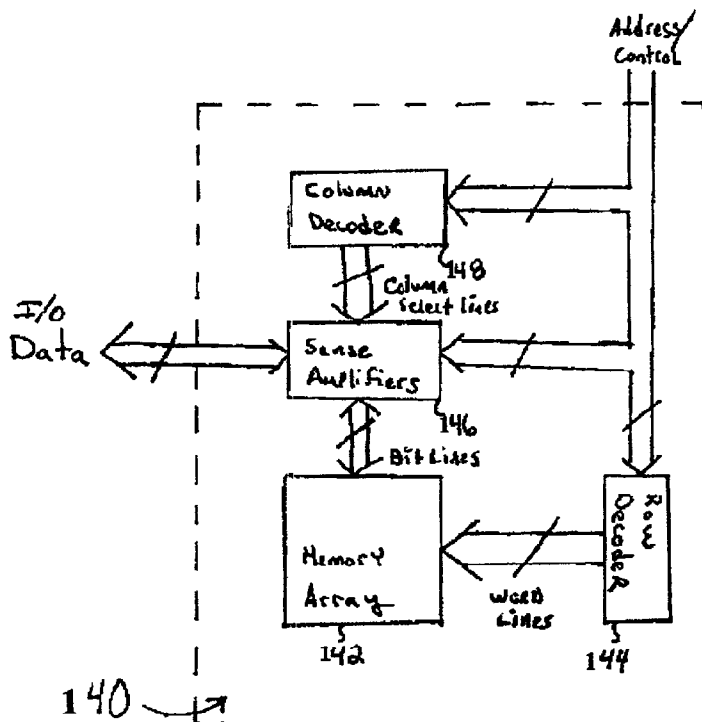 Address/
Control
Column
Decoder
148
Column
Select Lines
I/O
Data
Sense
Amplifiers
146
Bit Lines
Row
Decoder
Memory
Array
Word
Lines
142
144
140